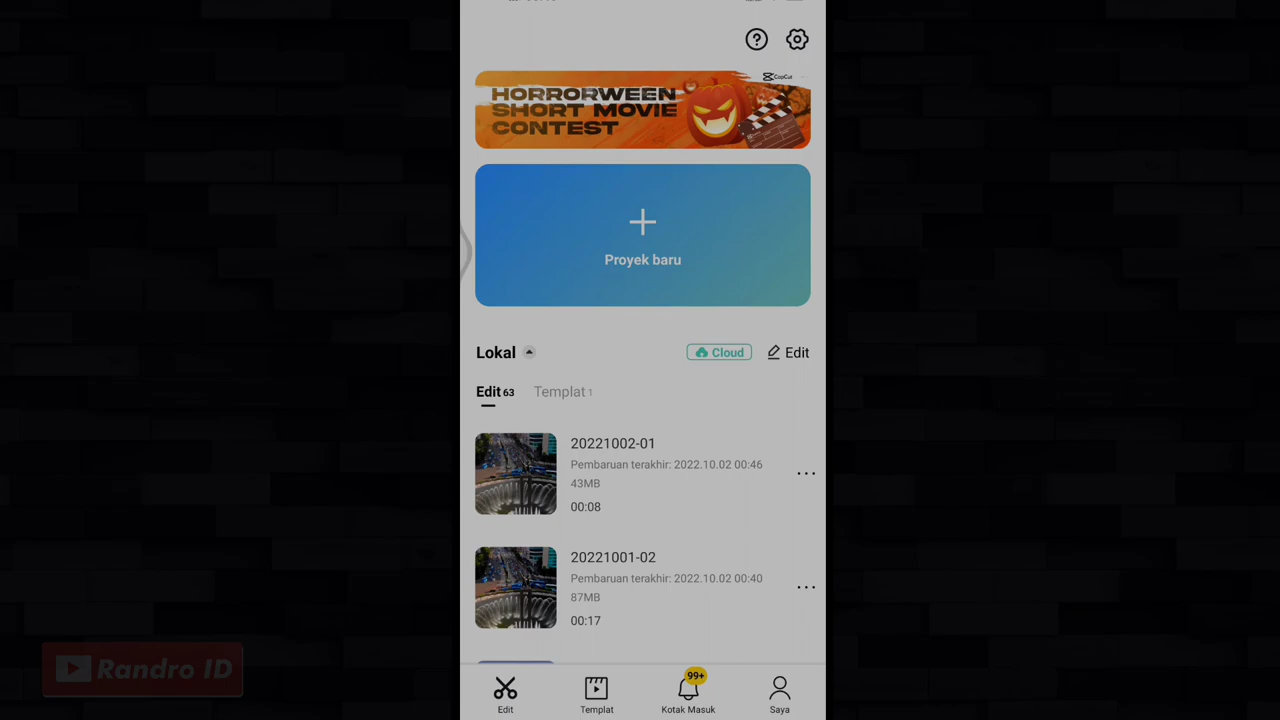 CapCut
HORRORWEEN
SHORT MOVIE
CONTEST
Proyek baru
Lokal
Cloud
Edit
Edit 63
Templat 1
20221002-01
Pembaruan terakhir: 2022.10.02 00:46
43MB
00:08
20221001-02
Pembaruan terakhir: 2022.10.02 00:40
87MB
00:17
Randro ID
99+
Edit
Templat
Kotak Masuk
Saya